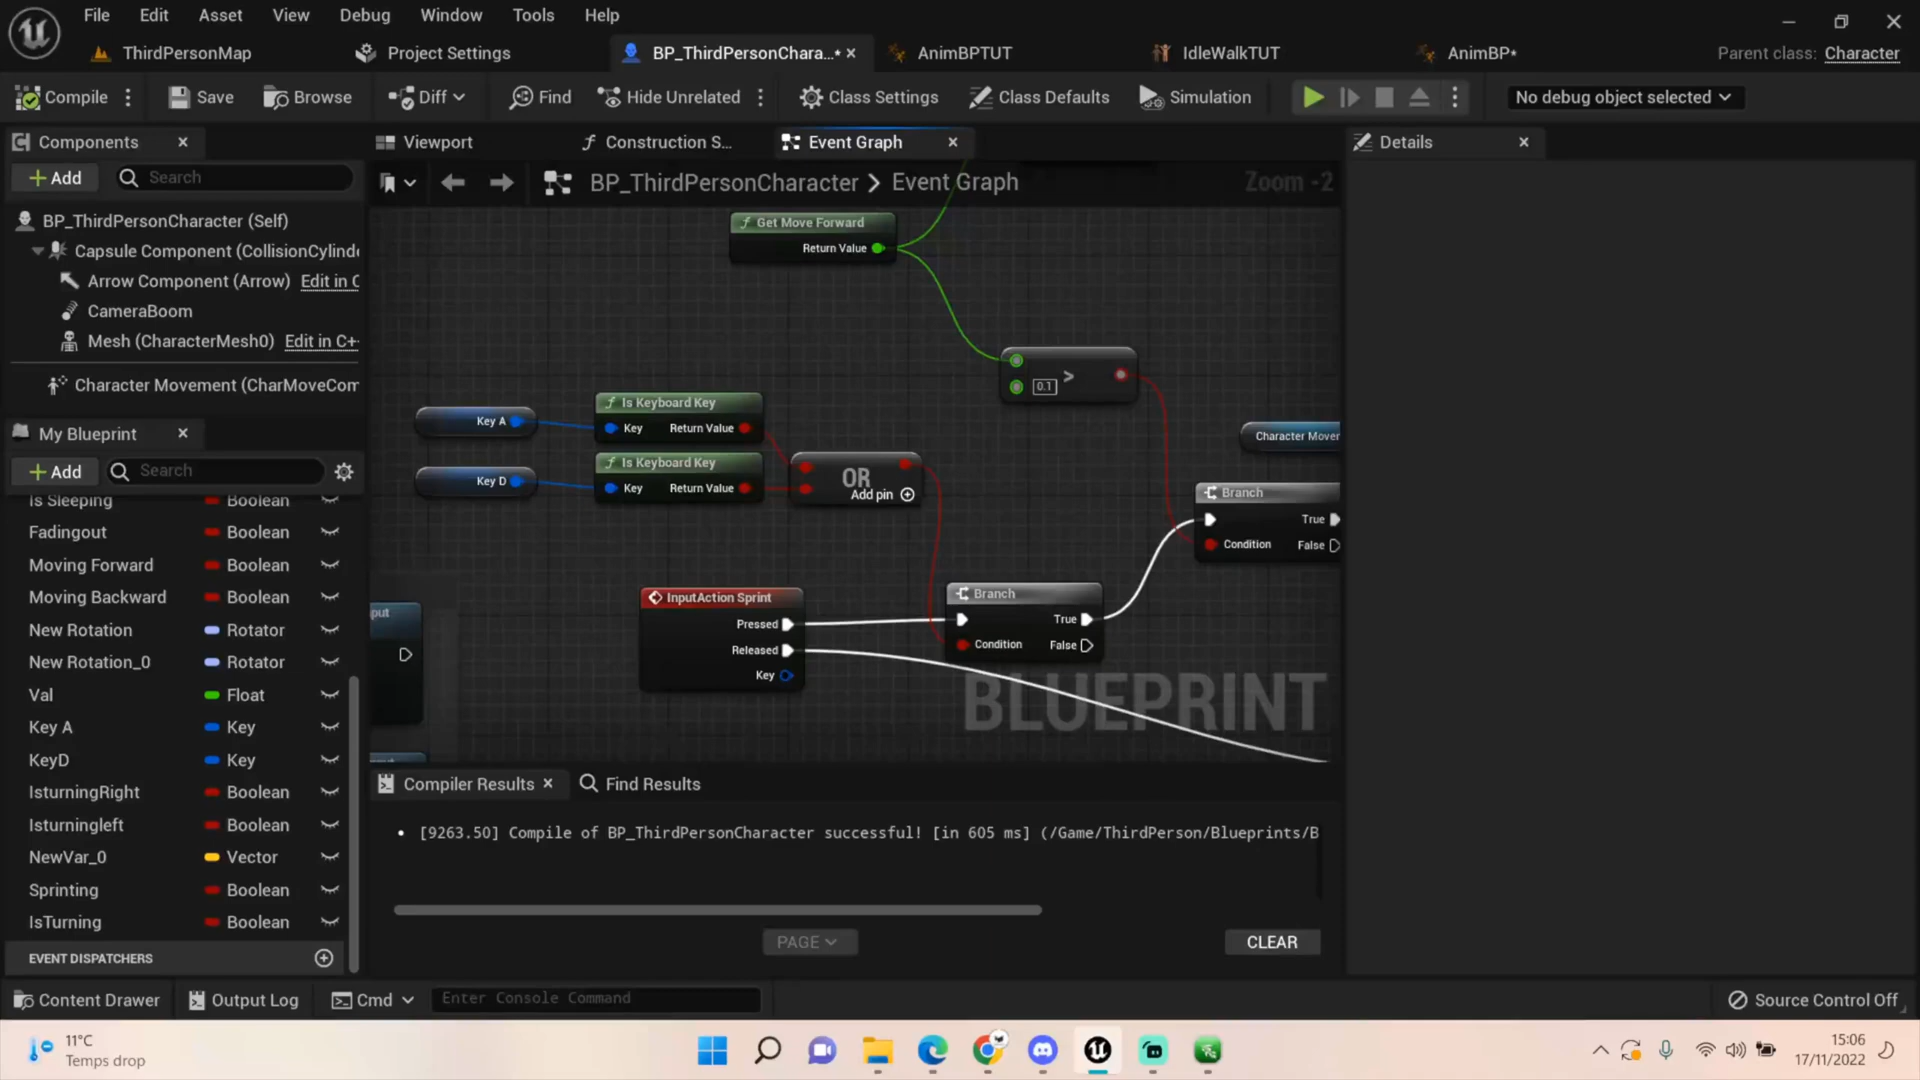 File Edit Asset View Debug Window Tools Help
ThirdPersonMap Project Settings BP_ThirdPersonChara...* AnimBPTUT IdleWalkTUT AnimBP* Parent class: Character
Compile Save Browse Diff Find Hide Unrelated Class Settings Class Defaults Simulation No debug object selected
Components Viewport Construction S... Event Graph Details
Add Search BP_ThirdPersonCharacter > Event Graph Zoom -2
BP_ThirdPersonCharacter (Self)
Capsule Component (CollisionCylinde
Arrow Component (Arrow) Edit in C
CameraBoom
Mesh (CharacterMesh0) Edit in C+
Character Movement (CharMoveCom
My Blueprint
Add Search
Is Sleeping Boolean
Fadingout Boolean
Moving Forward Boolean
Moving Backward Boolean
New Rotation Rotator
New Rotation_0 Rotator
Val Float
Key A Key
KeyD Key
IsturningRight Boolean
Isturningleft Boolean
NewVar_0 Vector
Sprinting Boolean
IsTurning Boolean
EVENT DISPATCHERS
Get Move Forward
Return Value
0.1 >
Key A
Is Keyboard Key
Key Return Value
Key D
Is Keyboard Key
Key Return Value
OR
Add pin
Character Mover
Branch
True
Condition False
put
InputAction Sprint
Pressed
Released
Key
Branch
True
Condition False
BLUEPRINT
Compiler Results Find Results
[9263.50] Compile of BP_ThirdPersonCharacter successful! [in 605 ms] (/Game/ThirdPerson/Blueprints/B
PAGE CLEAR
Content Drawer Output Log Cmd Enter Console Command Source Control Off
11°C
Temps drop
15:06
17/11/2022